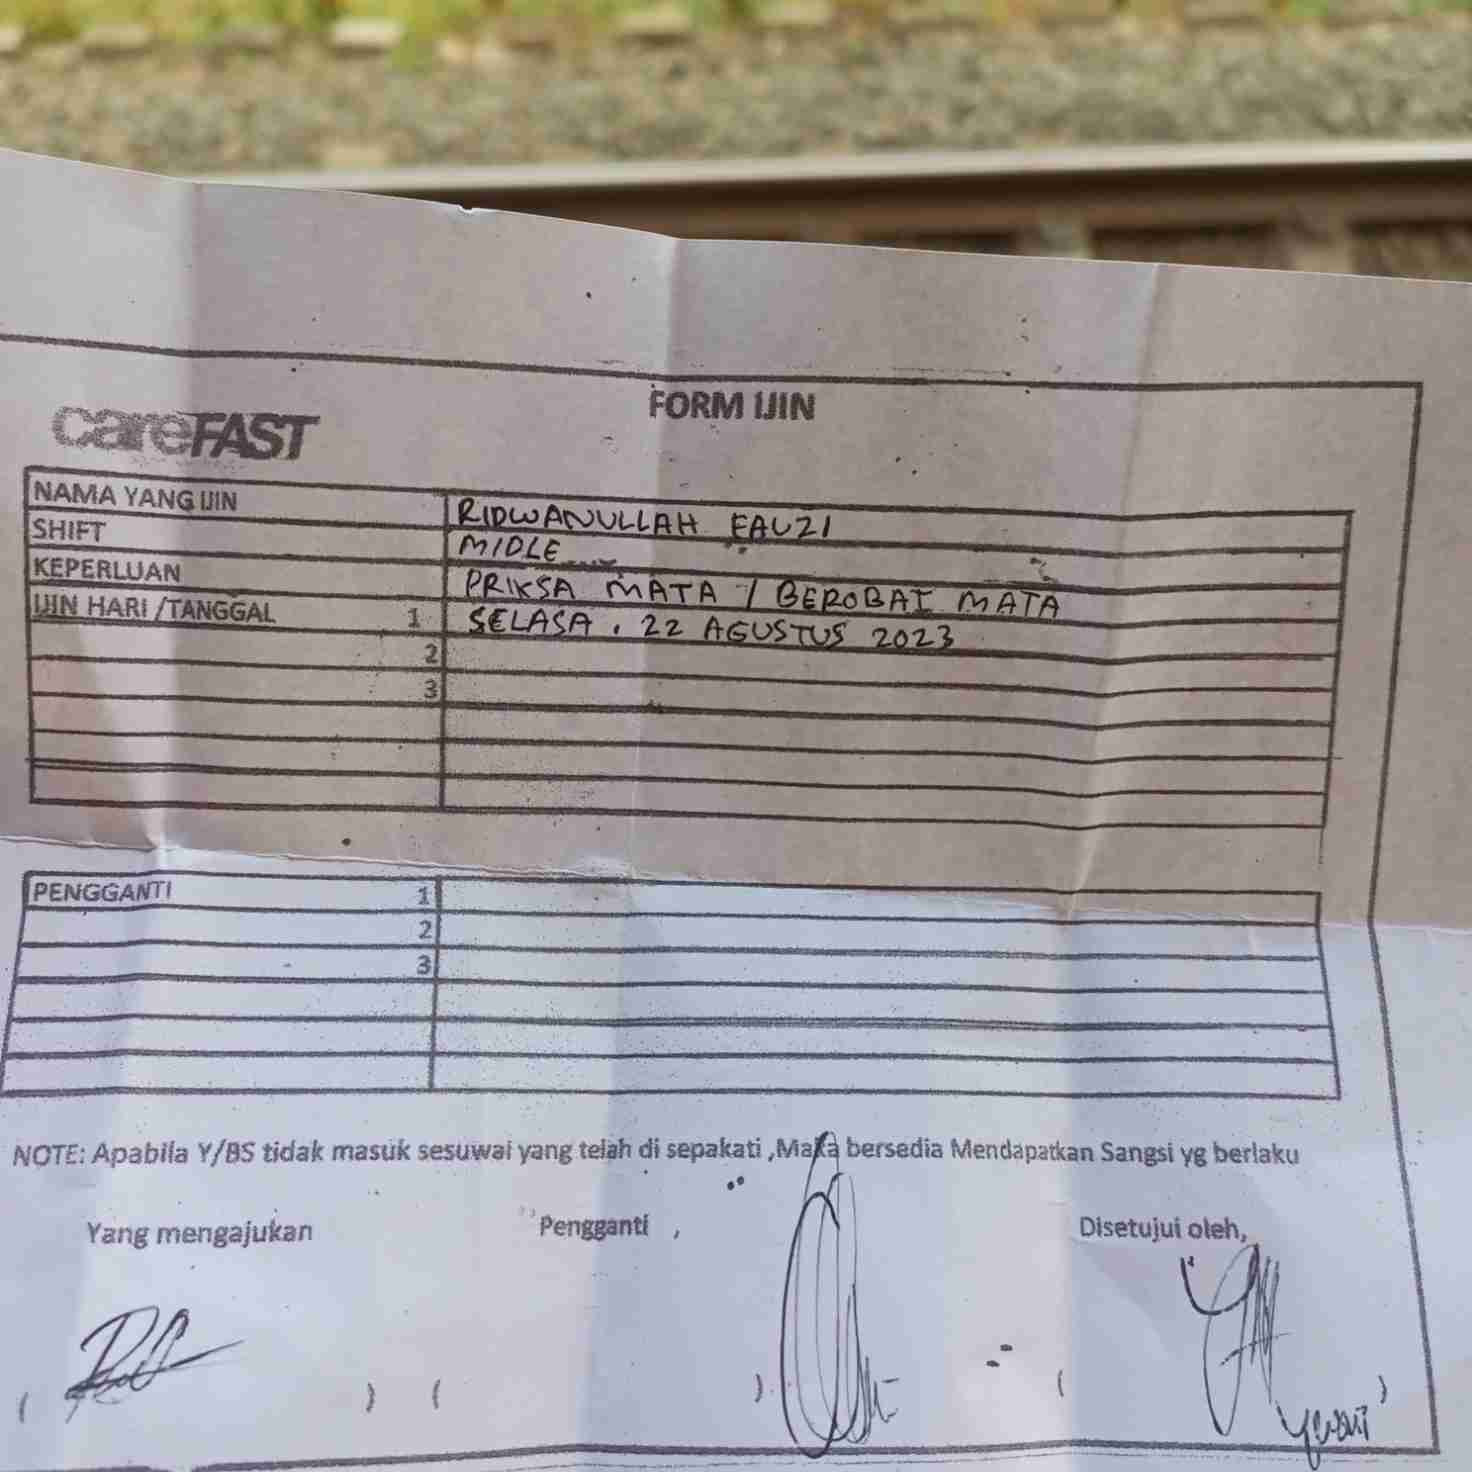 FORM IJIN
careFAST
NAMA YANG IJIN RIDWANULLAH FAUZI
SHIFT MIDLE
KEPERLUAN PRIKSA MATA / BEROBAT MATA
IJIN HARI /TANGGAL 1 SELASA . 22 AGUSTUS 2023
2
3
PENGGANTI 1
2
3
NOTE: Apabila Y/BS tidak masuk sesuwai yang telah di sepakati ,Maka bersedia Mendapatkan Sangsi yg berlaku
Yang mengajukan Pengganti , Disetujui oleh,
( ) ( ) ( )